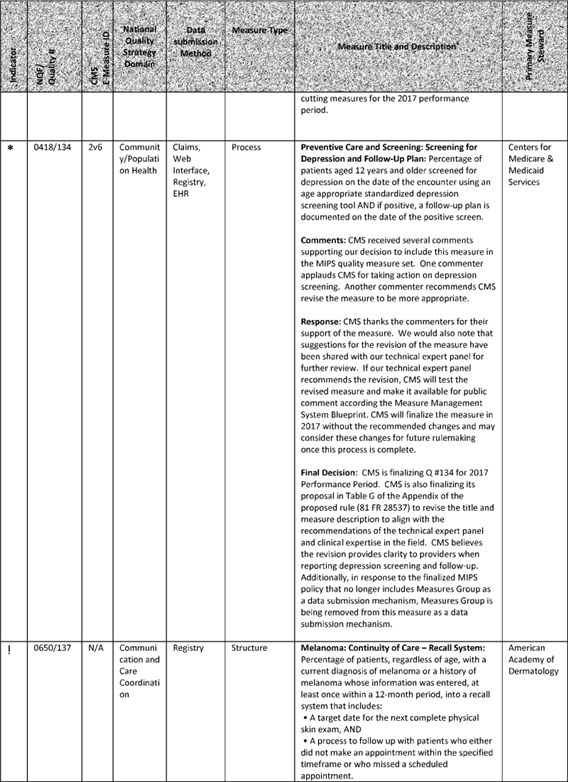 Indicator
NQF/
Quality #
CMS
E-Measure ID
National
Quality
Strategy
Domain
Data
submission
Method
Measure Type
Measure Title and Description
Primary Measure
Steward
cutting measures for the 2017 performance
period.
*
0418/134
2v6
Communit
y/Populati
on Health
Claims,
Web
Interface,
Registry,
EHR
Process
Preventive Care and Screening: Screening for
Depression and Follow-Up Plan: Percentage of
patients aged 12 years and older screened for
depression on the date of the encounter using an
age appropriate standardized depression
screening tool AND if positive, a follow-up plan is
documented on the date of the positive screen.
Comments: CMS received several comments
supporting our decision to include this measure in
the MIPS quality measure set.  One commenter
applauds CMS for taking action on depression
screening.  Another commenter recommends CMS
revise the measure to be more appropriate.
Response: CMS thanks the commenters for their
support of the measure.  We would also note that
suggestions for the revision of the measure have
been shared with our technical expert panel for
further review.  If our technical expert panel
recommends the revision, CMS will test the
revised measure and make it available for public
comment according the Measure Management
System Blueprint. CMS will finalize the measure in
2017 without the recommended changes and may
consider these changes for future rulemaking
once this process is complete.
Final Decision:  CMS is finalizing Q #134 for 2017
Performance Period.  CMS is also finalizing its
proposal in Table G of the Appendix of the
proposed rule (81 FR 28537) to revise the title and
measure description to align with the
recommendations of the technical expert panel
and clinical expertise in the field.  CMS believes
the revision provides clarity to providers when
reporting depression screening and follow-up.
Additionally, in response to the finalized MIPS
policy that no longer includes Measures Group as
a data submission mechanism, Measures Group is
being removed from this measure as a data
submission mechanism.
Centers for
Medicare &
Medicaid
Services
!
0650/137
N/A
Communi
cation and
Care
Coordinati
on
Registry
Structure
Melanoma: Continuity of Care – Recall System:
Percentage of patients, regardless of age, with a
current diagnosis of melanoma or a history of
melanoma whose information was entered, at
least once within a 12-month period, into a recall
system that includes:
• A target date for the next complete physical
skin exam, AND
• A process to follow up with patients who either
did not make an appointment within the specified
timeframe or who missed a scheduled
appointment.
American
Academy of
Dermatology